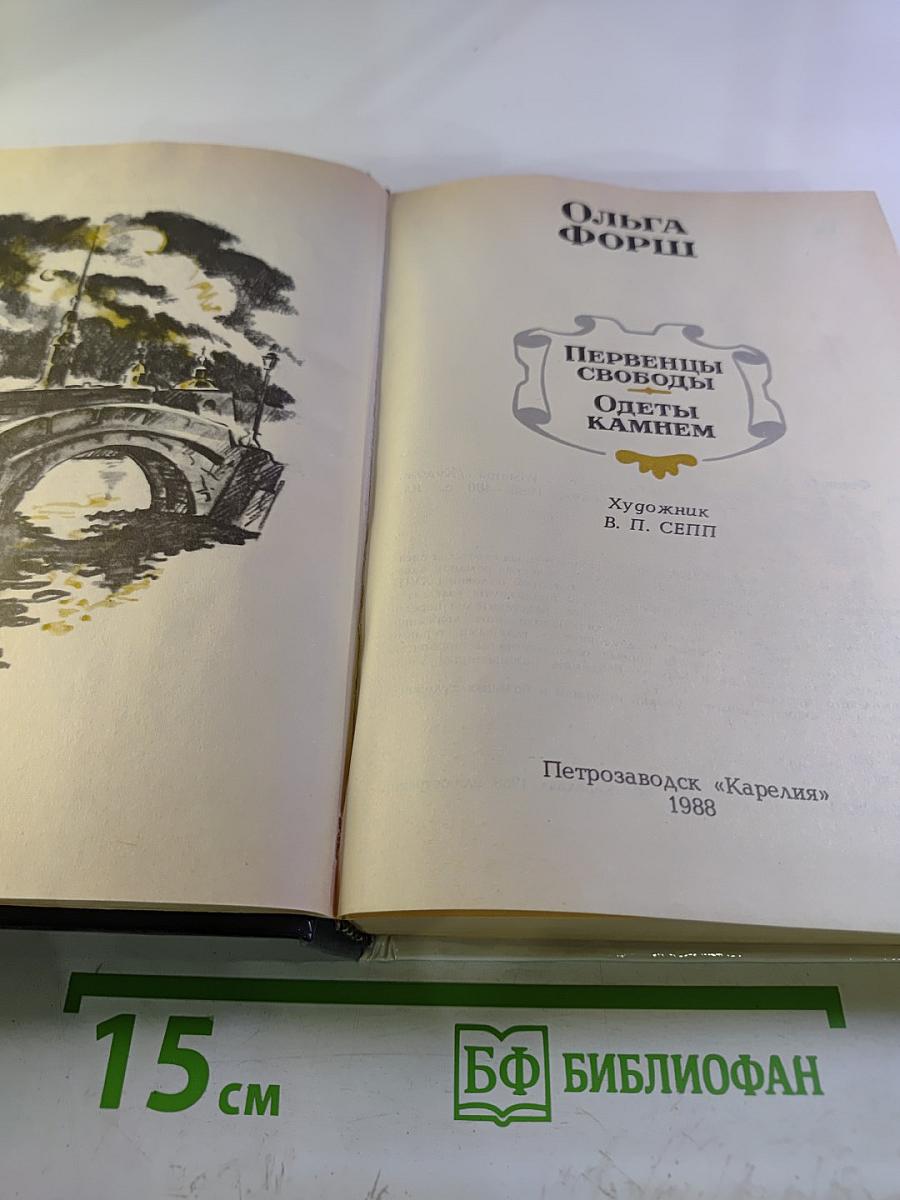 Ольга
Форш
Первенцы
свободы
Одеты
камнем
Художник
В. П. СЕПП
Петрозаводск «Карелия»
1988
15 см
БФ БИБЛИОФАН